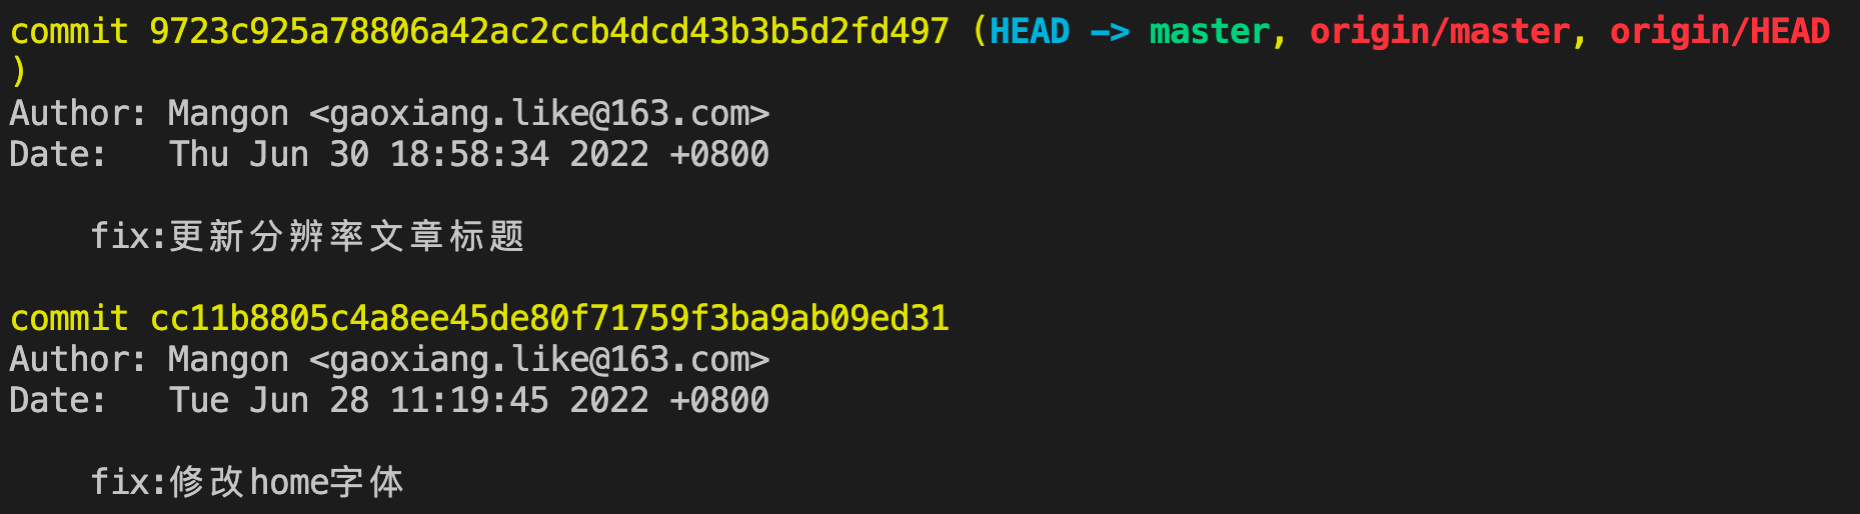 commit 9723c925a78806a42ac2ccb4dcd43b3b5d2fd497 (HEAD -> master, origin/master, origin/HEAD
)
Author: Mangon <gaoxiang.like@163.com>
Date:   Thu Jun 30 18:58:34 2022 +0800
fix:更新分辨率文章标题
commit cc11b8805c4a8ee45de80f71759f3ba9ab09ed31
Author: Mangon <gaoxiang.like@163.com>
Date:   Tue Jun 28 11:19:45 2022 +0800
fix:修改home字体